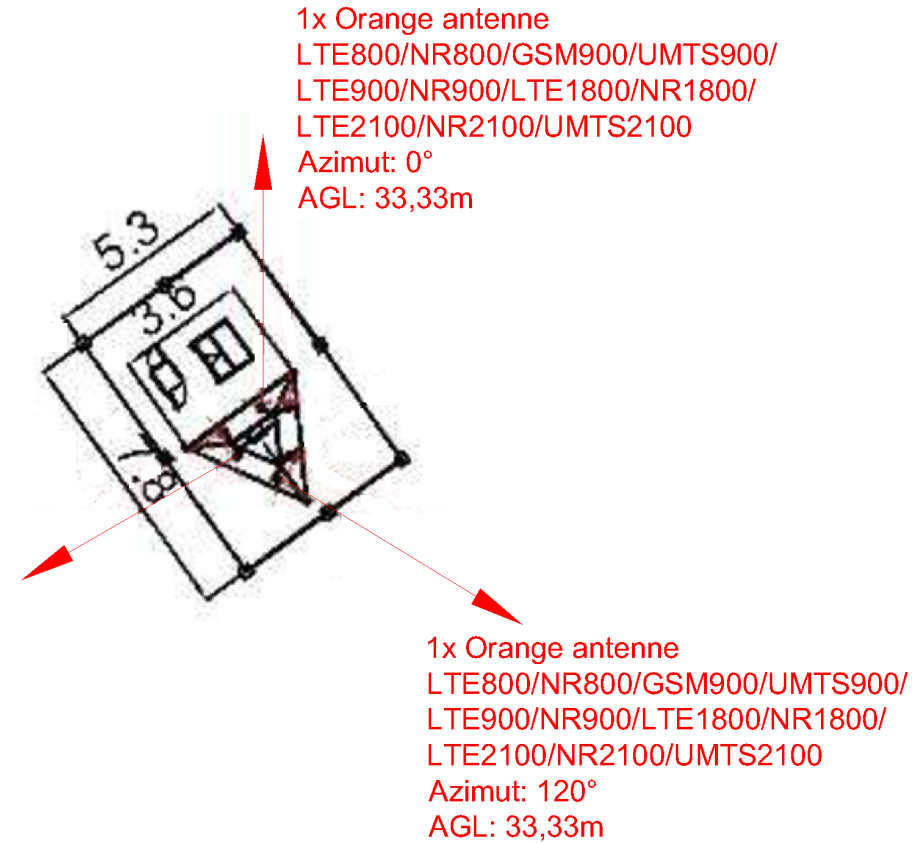 1x Orange antenne
LTE800/NR800/GSM900/UMTS900/
LTE900/NR900/LTE1800/NR1800/
LTE2100/NR2100/UMTS2100
Azimut: 0°
AGL: 33,33m
5.3
3.6
8.7
1x Orange antenne
LTE800/NR800/GSM900/UMTS900/
LTE900/NR900/LTE1800/NR1800/
LTE2100/NR2100/UMTS2100
Azimut: 120°
AGL: 33,33m